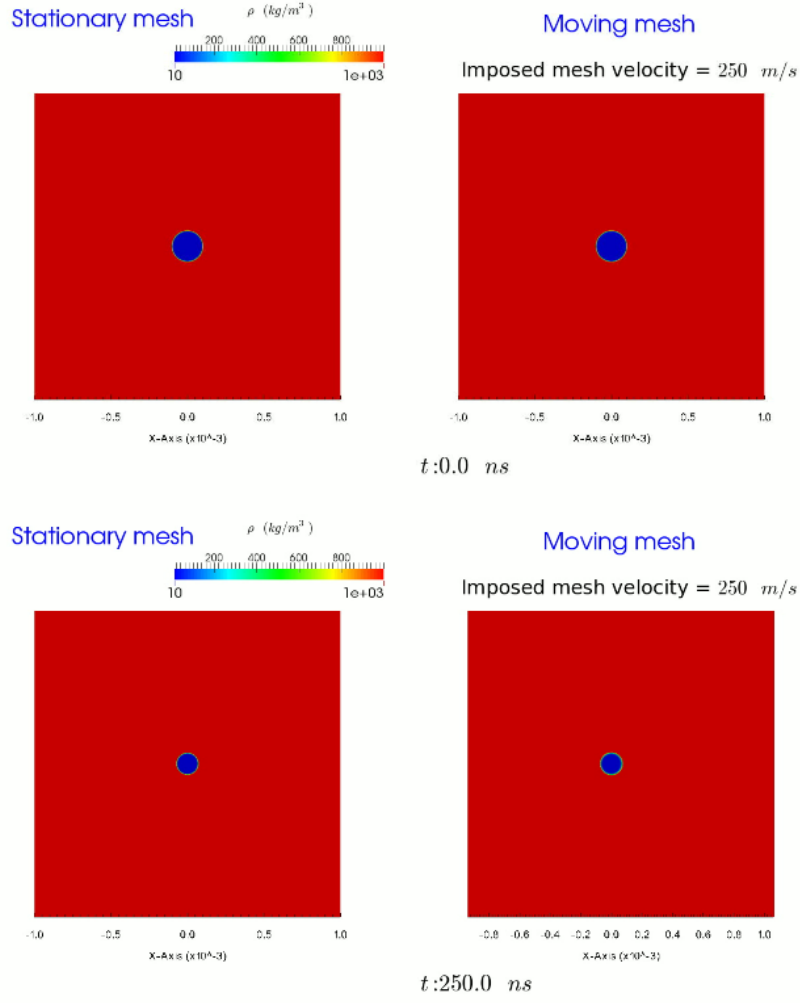 Stationary mesh
ρ (kg/m³)
200 400 600 800
10 1e+03
Moving mesh
Imposed mesh velocity = 250 m/s
-1.0 -0.5 0.0 0.5 1.0
X-Axis (x10^-3)
-1.0 -0.5 0.0 0.5 1.0
X-Axis (x10^-3)
t:0.0 ns
Stationary mesh
ρ (kg/m³)
200 400 600 800
10 1e+03
Moving mesh
Imposed mesh velocity = 250 m/s
-1.0 -0.5 0.0 0.5 1.0
X-Axis (x10^-3)
-0.8 -0.6 -0.4 -0.2 0.0 0.2 0.4 0.6 0.8 1.0
X-Axis (x10^-3)
t:250.0 ns